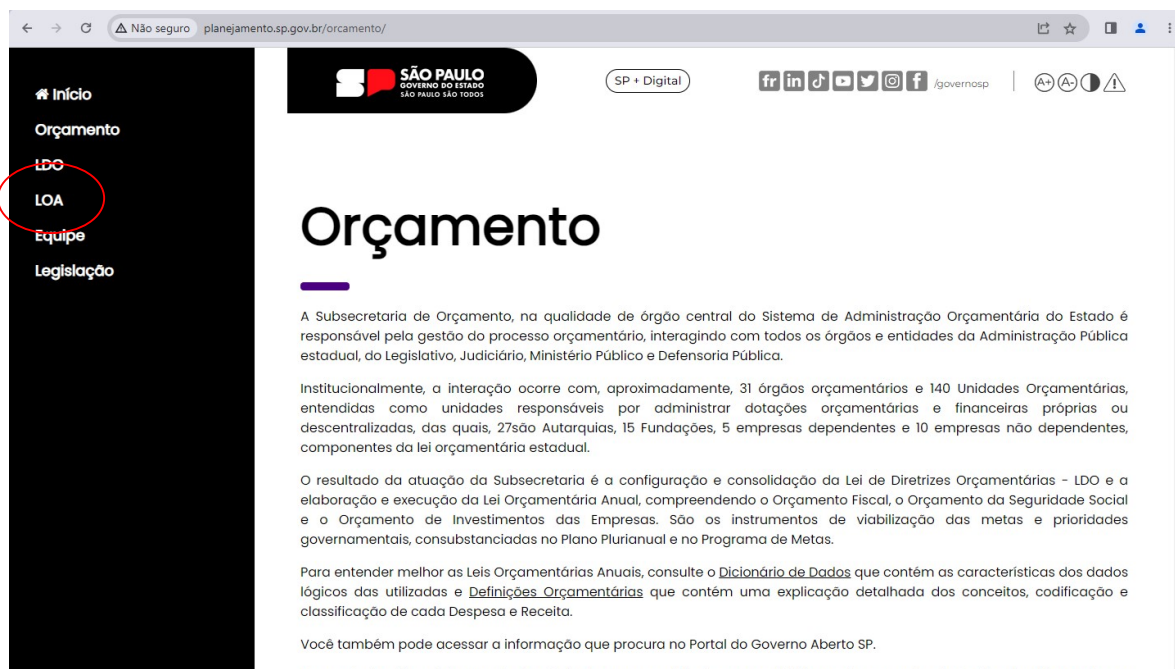 Não seguro planejamento.sp.gov.br/orcamento/
Início
Orçamento
LDO
LOA
Equipe
Legislação
SÃO PAULO
GOVERNO DO ESTADO
SÃO PAULO SÃO TODOS
SP + Digital
/governosp
A+ A-
Orçamento
A Subsecretaria de Orçamento, na qualidade de órgão central do Sistema de Administração Orçamentária do Estado é
responsável pela gestão do processo orçamentário, interagindo com todos os órgãos e entidades da Administração Pública
estadual, do Legislativo, Judiciário, Ministério Público e Defensoria Pública.
Institucionalmente, a interação ocorre com, aproximadamente, 31 órgãos orçamentários e 140 Unidades Orçamentárias,
entendidas como unidades responsáveis por administrar dotações orçamentárias e financeiras próprias ou
descentralizadas, das quais, 27são Autarquias, 15 Fundações, 5 empresas dependentes e 10 empresas não dependentes,
componentes da lei orçamentária estadual.
O resultado da atuação da Subsecretaria é a configuração e consolidação da Lei de Diretrizes Orçamentárias - LDO e a
elaboração e execução da Lei Orçamentária Anual, compreendendo o Orçamento Fiscal, o Orçamento da Seguridade Social
e o Orçamento de Investimentos das Empresas. São os instrumentos de viabilização das metas e prioridades
governamentais, consubstanciadas no Plano Plurianual e no Programa de Metas.
Para entender melhor as Leis Orçamentárias Anuais, consulte o Dicionário de Dados que contém as características dos dados
lógicos das utilizadas e Definições Orçamentárias que contém uma explicação detalhada dos conceitos, codificação e
classificação de cada Despesa e Receita.
Você também pode acessar a informação que procura no Portal do Governo Aberto SP.